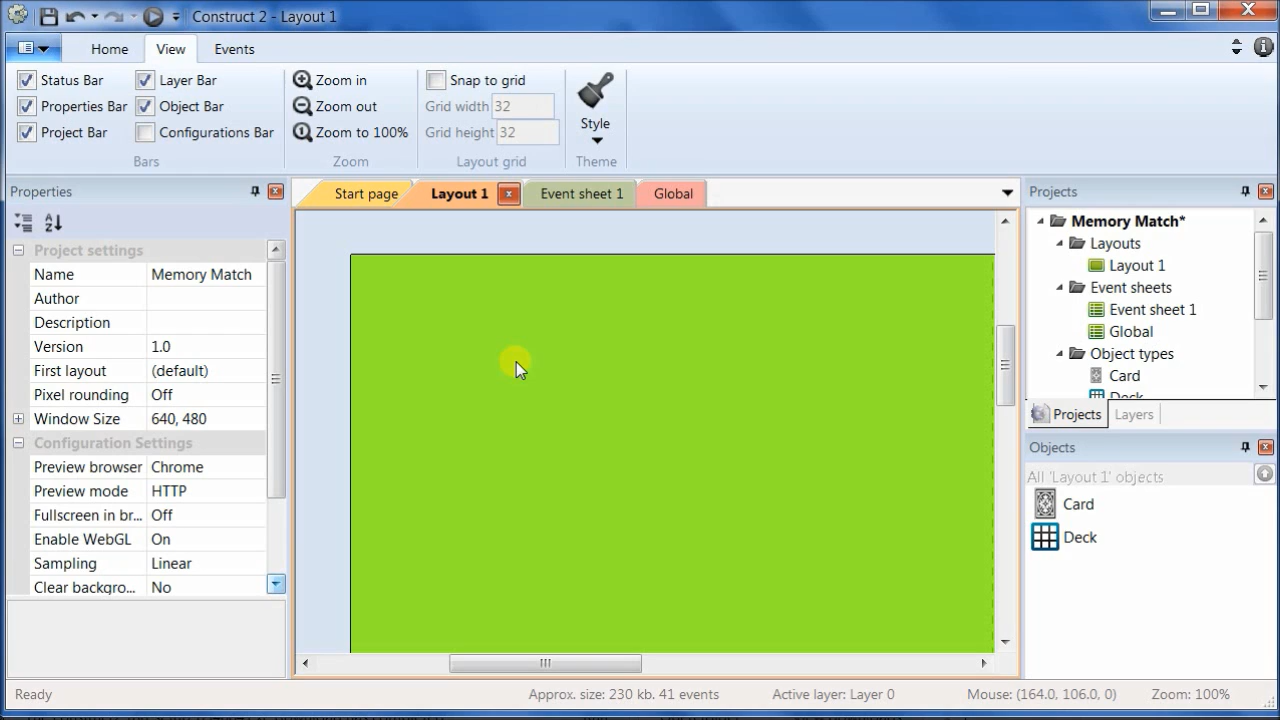 Construct 2 - Layout 1
Home View Events
Status Bar Layer Bar Zoom in Snap to grid
Properties Bar Object Bar Zoom out Grid width 32
Project Bar Configurations Bar Zoom to 100% Grid height 32 Style
Bars Zoom Layout grid Theme
Properties Start page Layout 1 Event sheet 1 Global Projects
Project settings
Name Memory Match
Author
Description
Version 1.0
First layout (default)
Pixel rounding Off
Window Size 640, 480
Configuration Settings
Preview browser Chrome
Preview mode HTTP
Fullscreen in br... Off
Enable WebGL On
Sampling Linear
Clear backgro... No
Memory Match*
Layouts
Layout 1
Event sheets
Event sheet 1
Global
Object types
Card
Deck
Projects Layers
Objects
All 'Layout 1' objects
Card
Deck
Ready Approx. size: 230 kb. 41 events Active layer: Layer 0 Mouse: (164.0, 106.0, 0) Zoom: 100%